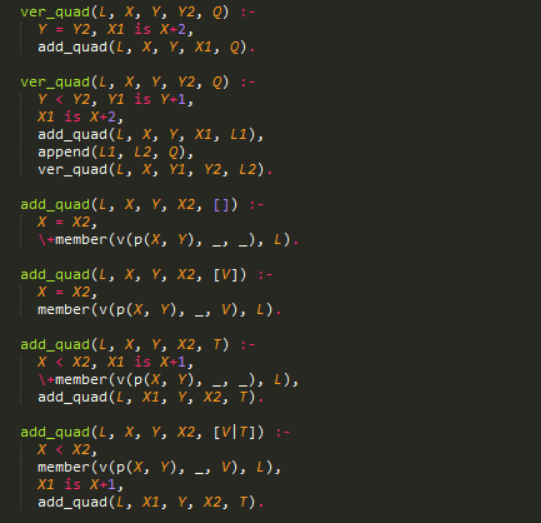 ver_quad(L, X, Y, Y2, Q) :-
Y = Y2, X1 is X+2,
add_quad(L, X, Y, X1, Q).
ver_quad(L, X, Y, Y2, Q) :-
Y < Y2, Y1 is Y+1,
X1 is X+2,
add_quad(L, X, Y, X1, L1),
append(L1, L2, Q),
ver_quad(L, X, Y1, Y2, L2).
add_quad(L, X, Y, X2, []) :-
X = X2,
\+member(v(p(X, Y), _, _), L).
add_quad(L, X, Y, X2, [V]) :-
X = X2,
member(v(p(X, Y), _, V), L).
add_quad(L, X, Y, X2, T) :-
X < X2, X1 is X+1,
\+member(v(p(X, Y), _, _), L),
add_quad(L, X1, Y, X2, T).
add_quad(L, X, Y, X2, [V|T]) :-
X < X2,
member(v(p(X, Y), _, V), L),
X1 is X+1,
add_quad(L, X1, Y, X2, T).